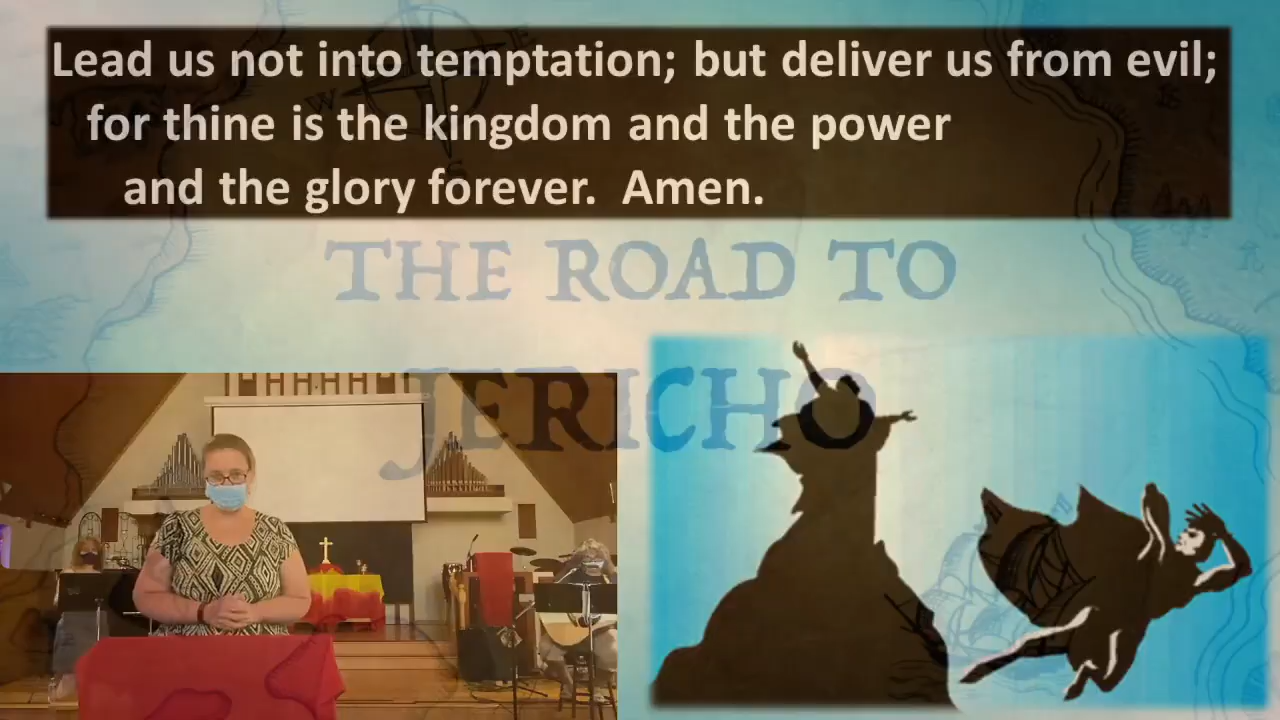 Lead us not into temptation; but deliver us from evil;
for thine is the kingdom and the power
and the glory forever.  Amen.
THE ROAD TO
JERICHO
E
W
S